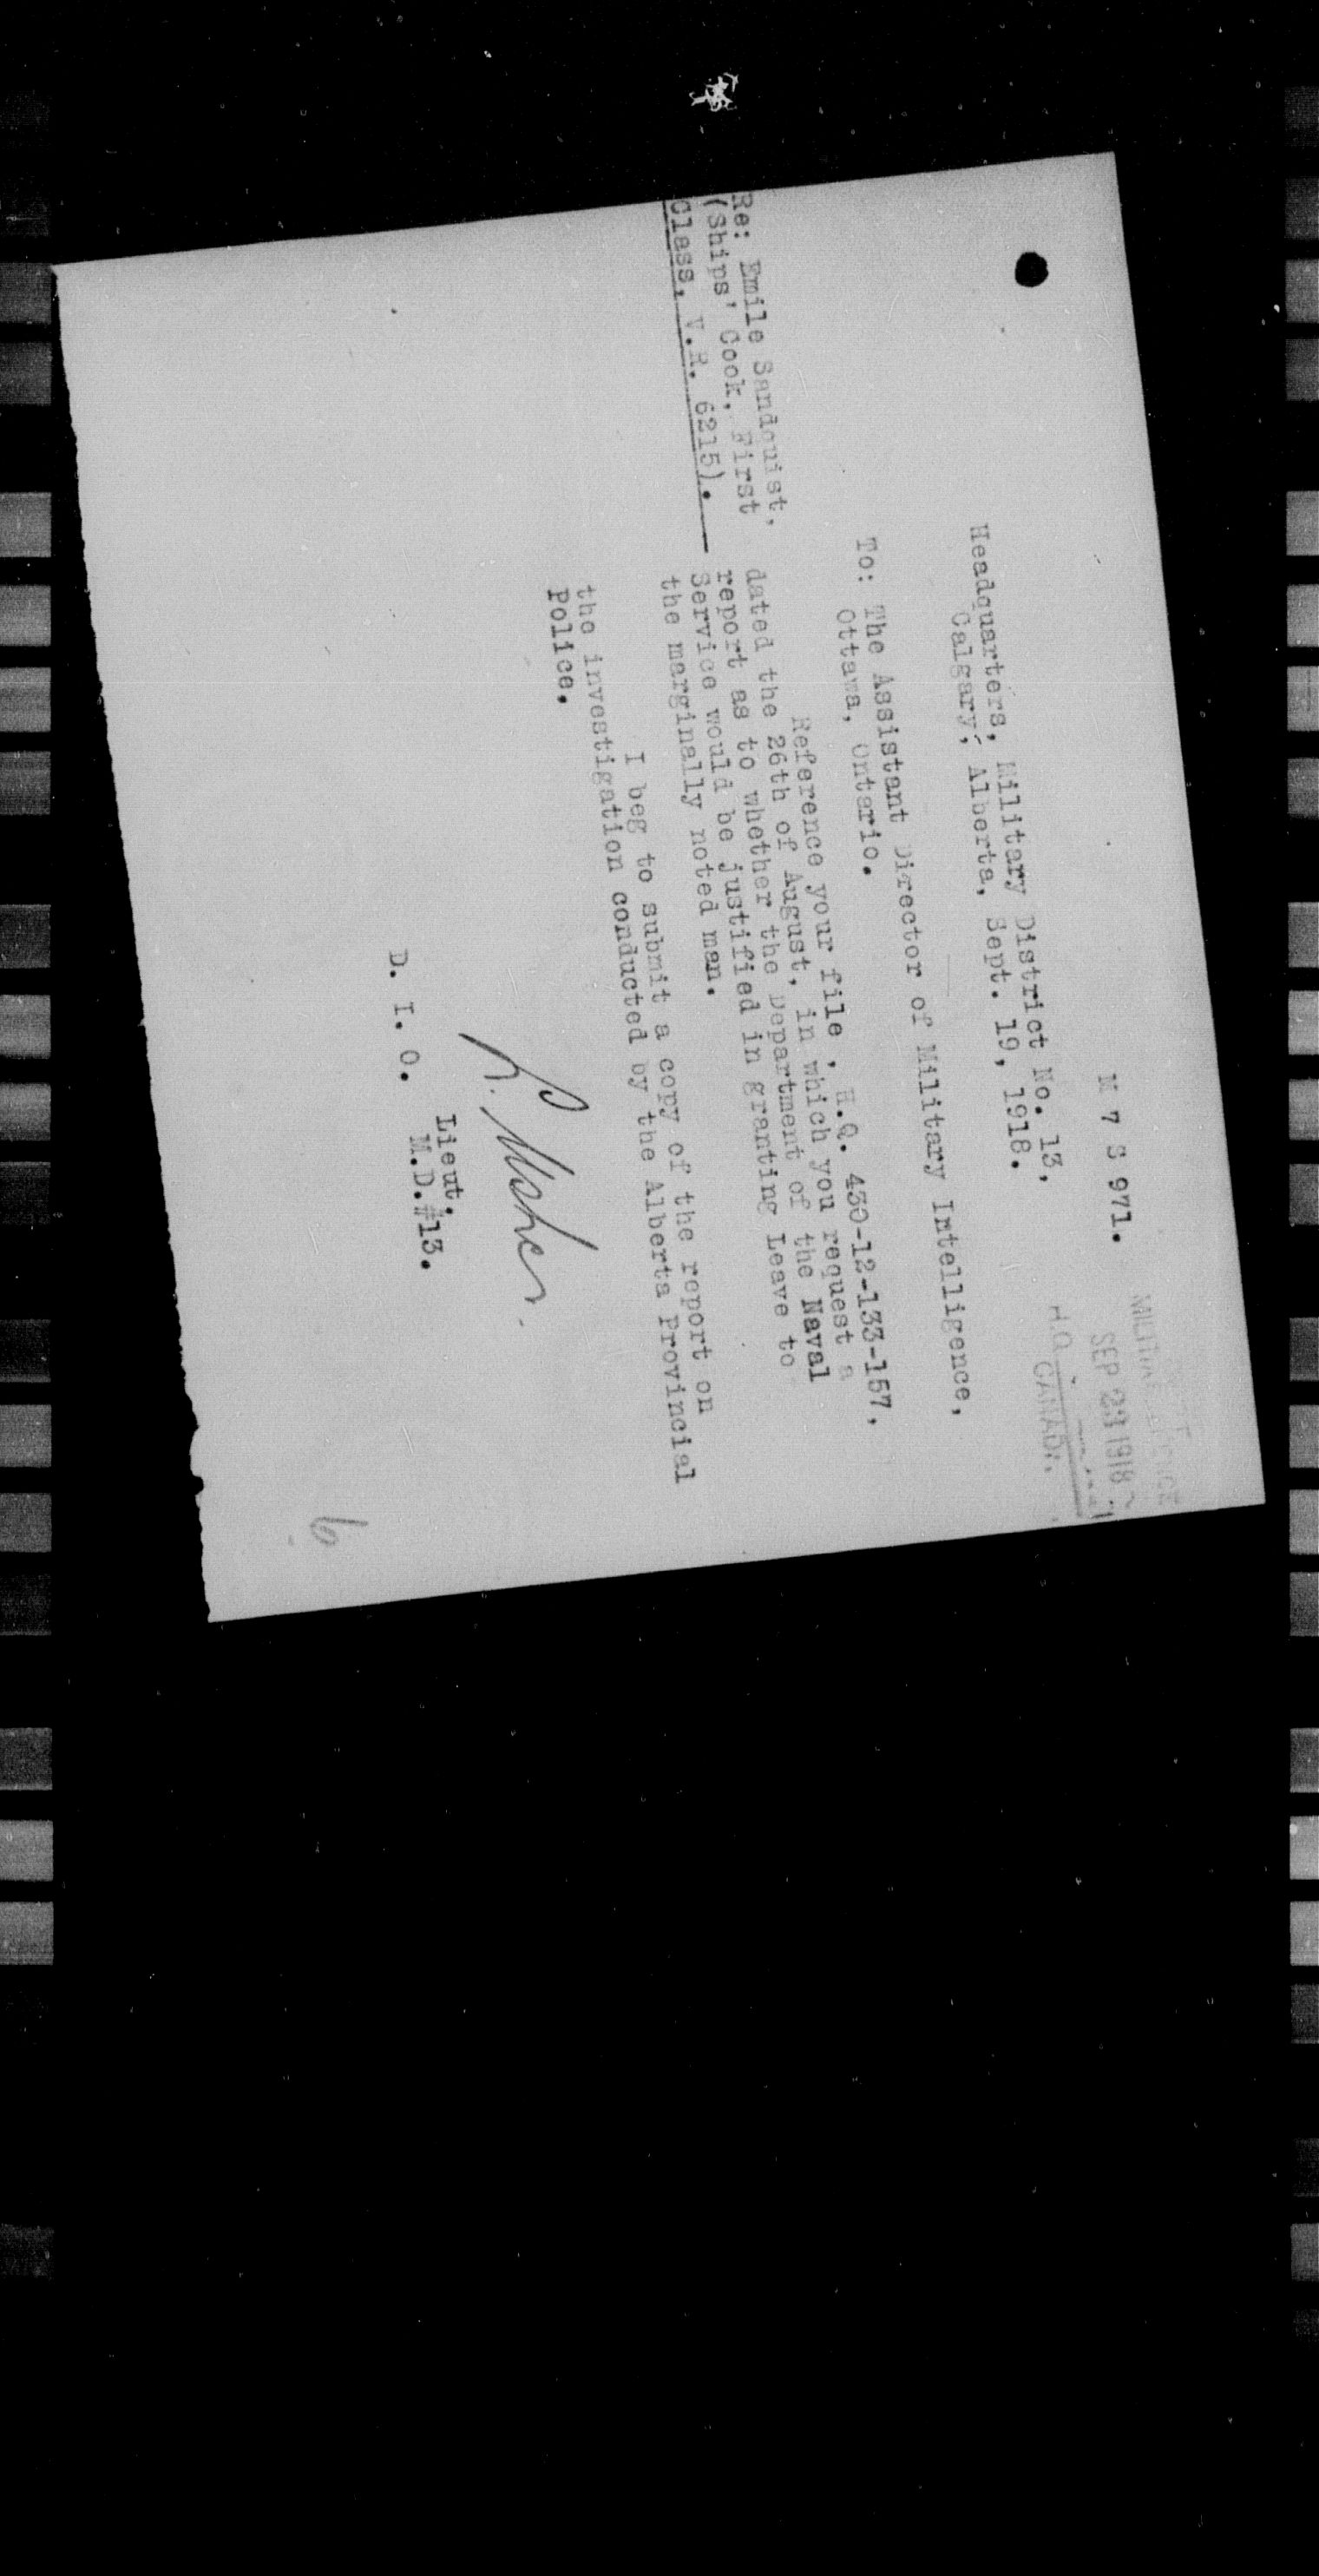 N 7 S 971.
SEP 23 1918
H.Q. CANADA.
Headquarters, Military District No. 13,
Calgary, Alberta, Sept. 19, 1918.
To: The Assistant Director of Military Intelligence,
Ottawa, Ontario.
Re: Emile Sandquist,
(Ships' Cook, First
Class, V.R. 6215).
Reference your file , H.Q. 430-12-133-157,
dated the 26th of August, in which you request a
report as to whether the Department of the Naval
Service would be justified in granting Leave to
the marginally noted man.
I beg to submit a copy of the report on
the investigation conducted by the Alberta Provincial
Police.
Lieut.
D. I. O. M.D.#13.
6